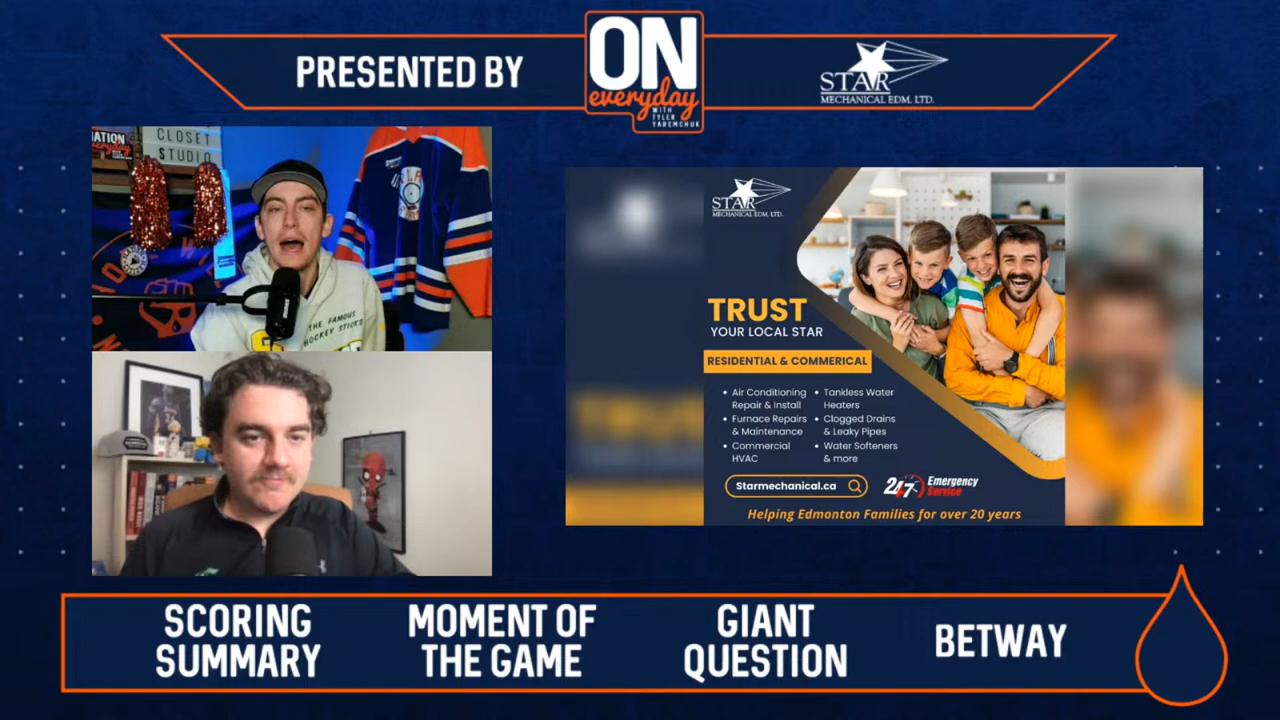 PRESENTED BY
ON
everyday
WITH
TYLER
YAREMCHUK
STAR
MECHANICAL EDM. LTD.
NATION
everyday
CLOSET
STUDIO
THE FAMOUS
HOCKEY STICKS
STAR
MECHANICAL EDM. LTD.
TRUST
YOUR LOCAL STAR
RESIDENTIAL & COMMERICAL
• Air Conditioning
Repair & Install
• Furnace Repairs
& Maintenance
• Commercial
HVAC
• Tankless Water
Heaters
• Clogged Drains
& Leaky Pipes
• Water Softeners
& more
Starmechanical.ca
24/7 Emergency
Service
Helping Edmonton Families for over 20 years
SCORING
SUMMARY
MOMENT OF
THE GAME
GIANT
QUESTION
BETWAY